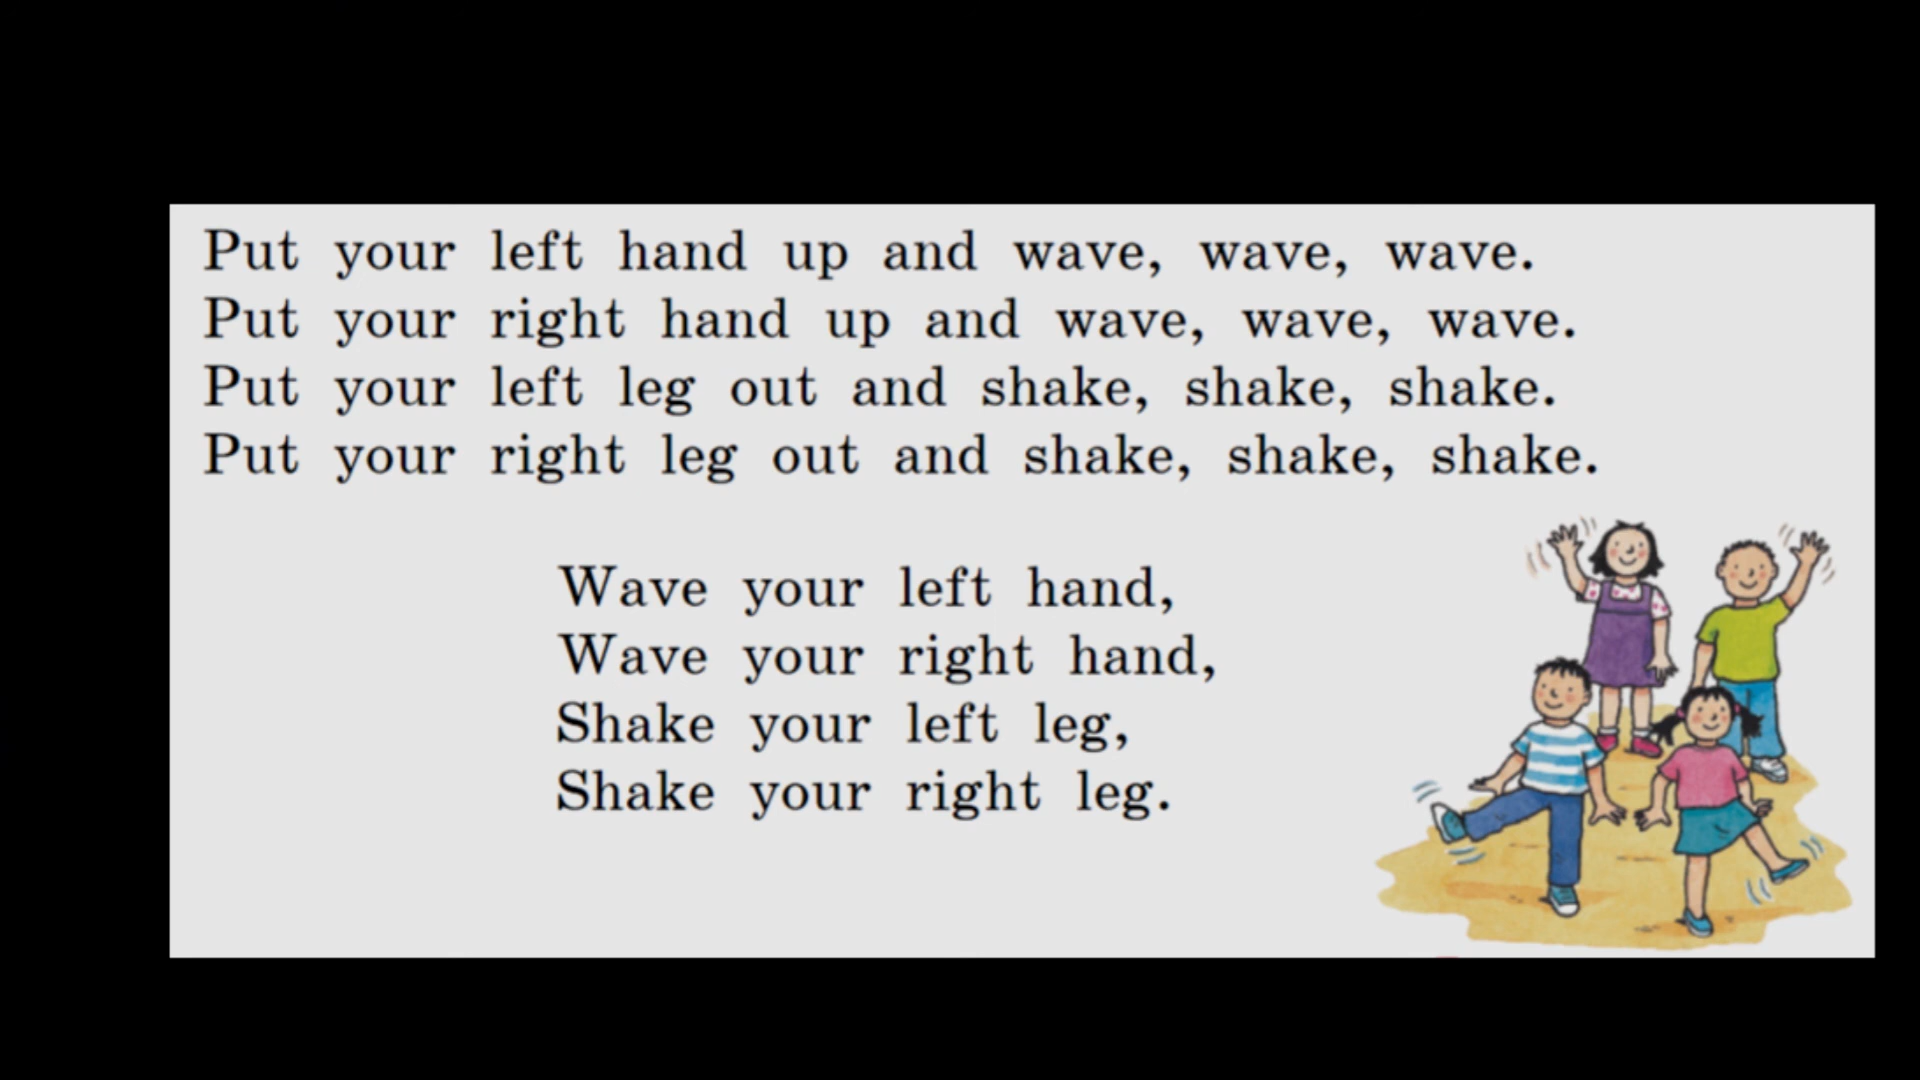 Put your left hand up and wave, wave, wave.
Put your right hand up and wave, wave, wave.
Put your left leg out and shake, shake, shake.
Put your right leg out and shake, shake, shake.
Wave your left hand,
Wave your right hand,
Shake your left leg,
Shake your right leg.